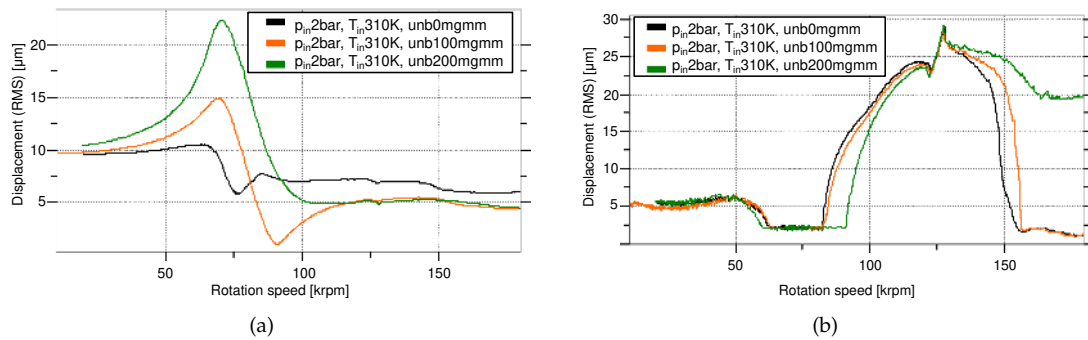 p_in2bar, T_in310K, unb0mgmm
p_in2bar, T_in310K, unb100mgmm
p_in2bar, T_in310K, unb200mgmm
Displacement (RMS) [µm]
20
15
10
5
50
100
150
Rotation speed [krpm]
(a)
p_in2bar, T_in310K, unb0mgmm
p_in2bar, T_in310K, unb100mgmm
p_in2bar, T_in310K, unb200mgmm
Displacement (RMS) [µm]
30
25
20
15
10
5
0
50
100
150
Rotation speed [krpm]
(b)